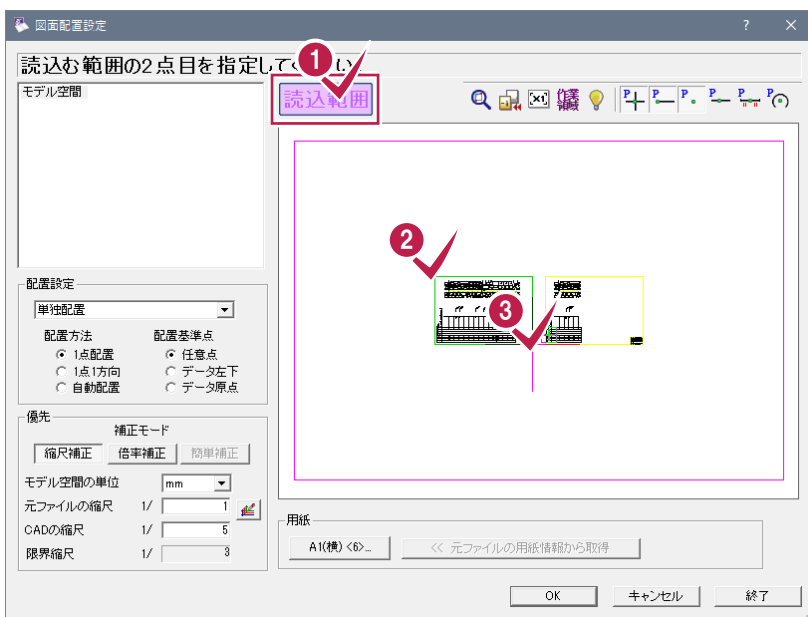 図面配置設定
読込む範囲の2点目を指定し
1
モデル空間
読込範囲
2
3
配置設定
単独配置
配置方法 配置基準点
1点配置 任意点
1点1方向 データ左下
自動配置 データ原点
優先
補正モード
縮尺補正 倍率補正 簡単補正
モデル空間の単位 mm
元ファイルの縮尺 1/ 1
CADの縮尺 1/ 5
限界縮尺 1/ 3
用紙
A1(横) <6>... << 元ファイルの用紙情報から取得
OK キャンセル 終了